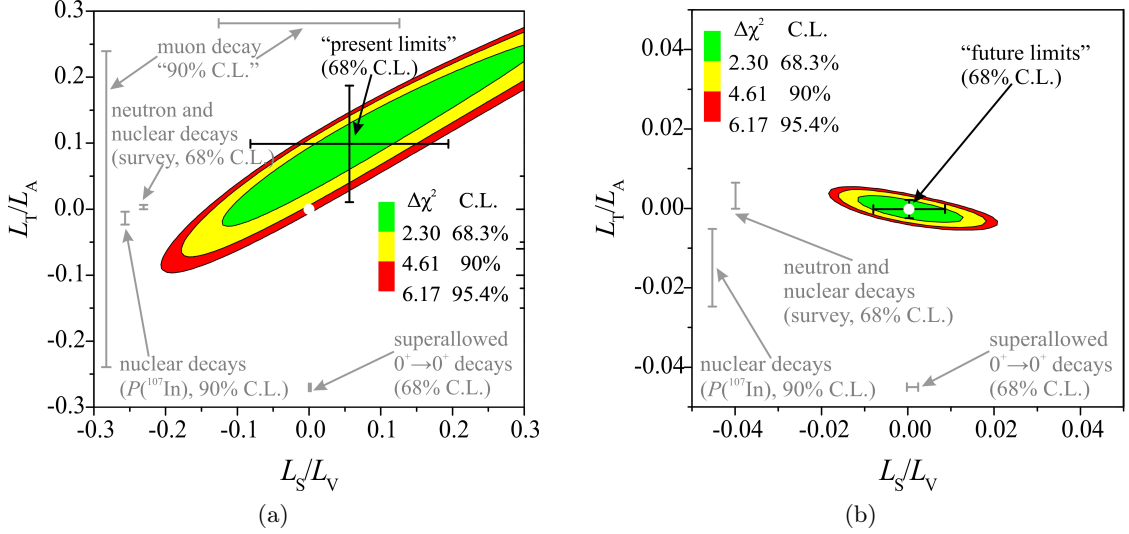 0.3
0.2
0.1
0.0
-0.1
-0.2
-0.3
L_T/L_A
muon decay
“90% C.L.”
“present limits”
(68% C.L.)
neutron and
nuclear decays
(survey, 68% C.L.)
Δχ² C.L.
2.30 68.3%
4.61 90%
6.17 95.4%
nuclear decays
(P(¹⁰⁷In), 90% C.L.)
superallowed
0⁺→0⁺ decays
(68% C.L.)
-0.3 -0.2 -0.1 0.0 0.1 0.2 0.3
L_S/L_V
(a)
0.04
0.02
0.00
-0.02
-0.04
L_T/L_A
Δχ² C.L.
2.30 68.3%
4.61 90%
6.17 95.4%
“future limits”
(68% C.L.)
neutron and
nuclear decays
(survey, 68% C.L.)
nuclear decays
(P(¹⁰⁷In), 90% C.L.)
superallowed
0⁺→0⁺ decays
(68% C.L.)
-0.04 -0.02 0.00 0.02 0.04
L_S/L_V
(b)